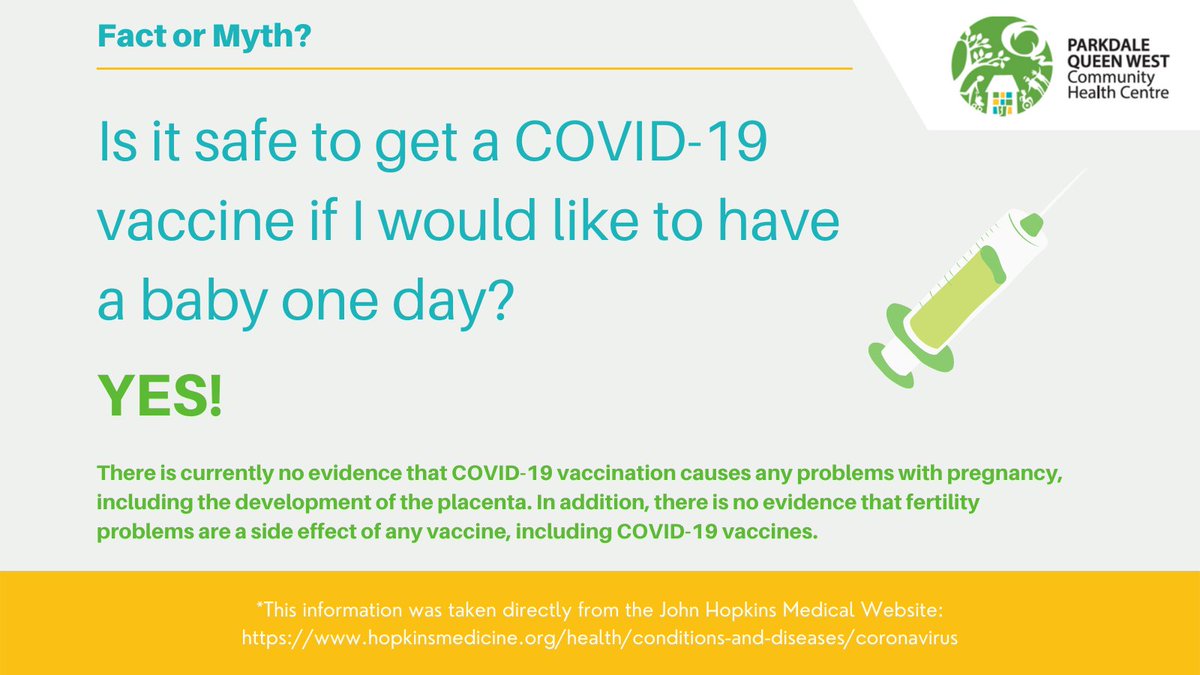 Fact or Myth?
PARKDALE
QUEEN WEST
Community
Health Centre
Is it safe to get a COVID-19
vaccine if I would like to have
a baby one day?
YES!
There is currently no evidence that COVID-19 vaccination causes any problems with pregnancy,
including the development of the placenta. In addition, there is no evidence that fertility
problems are a side effect of any vaccine, including COVID-19 vaccines.
*This information was taken directly from the John Hopkins Medical Website:
https://www.hopkinsmedicine.org/health/conditions-and-diseases/coronavirus